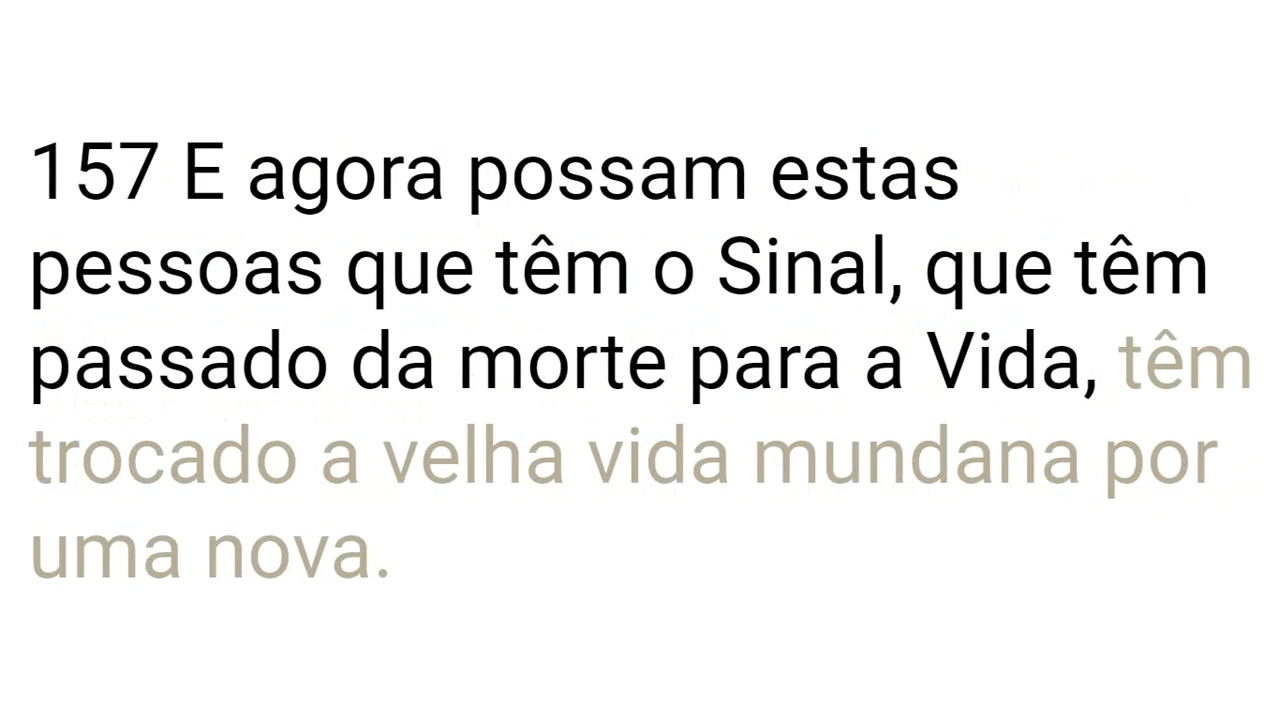 157 E agora possam estas
pessoas que têm o Sinal, que têm
passado da morte para a Vida, têm
trocado a velha vida mundana por
uma nova.